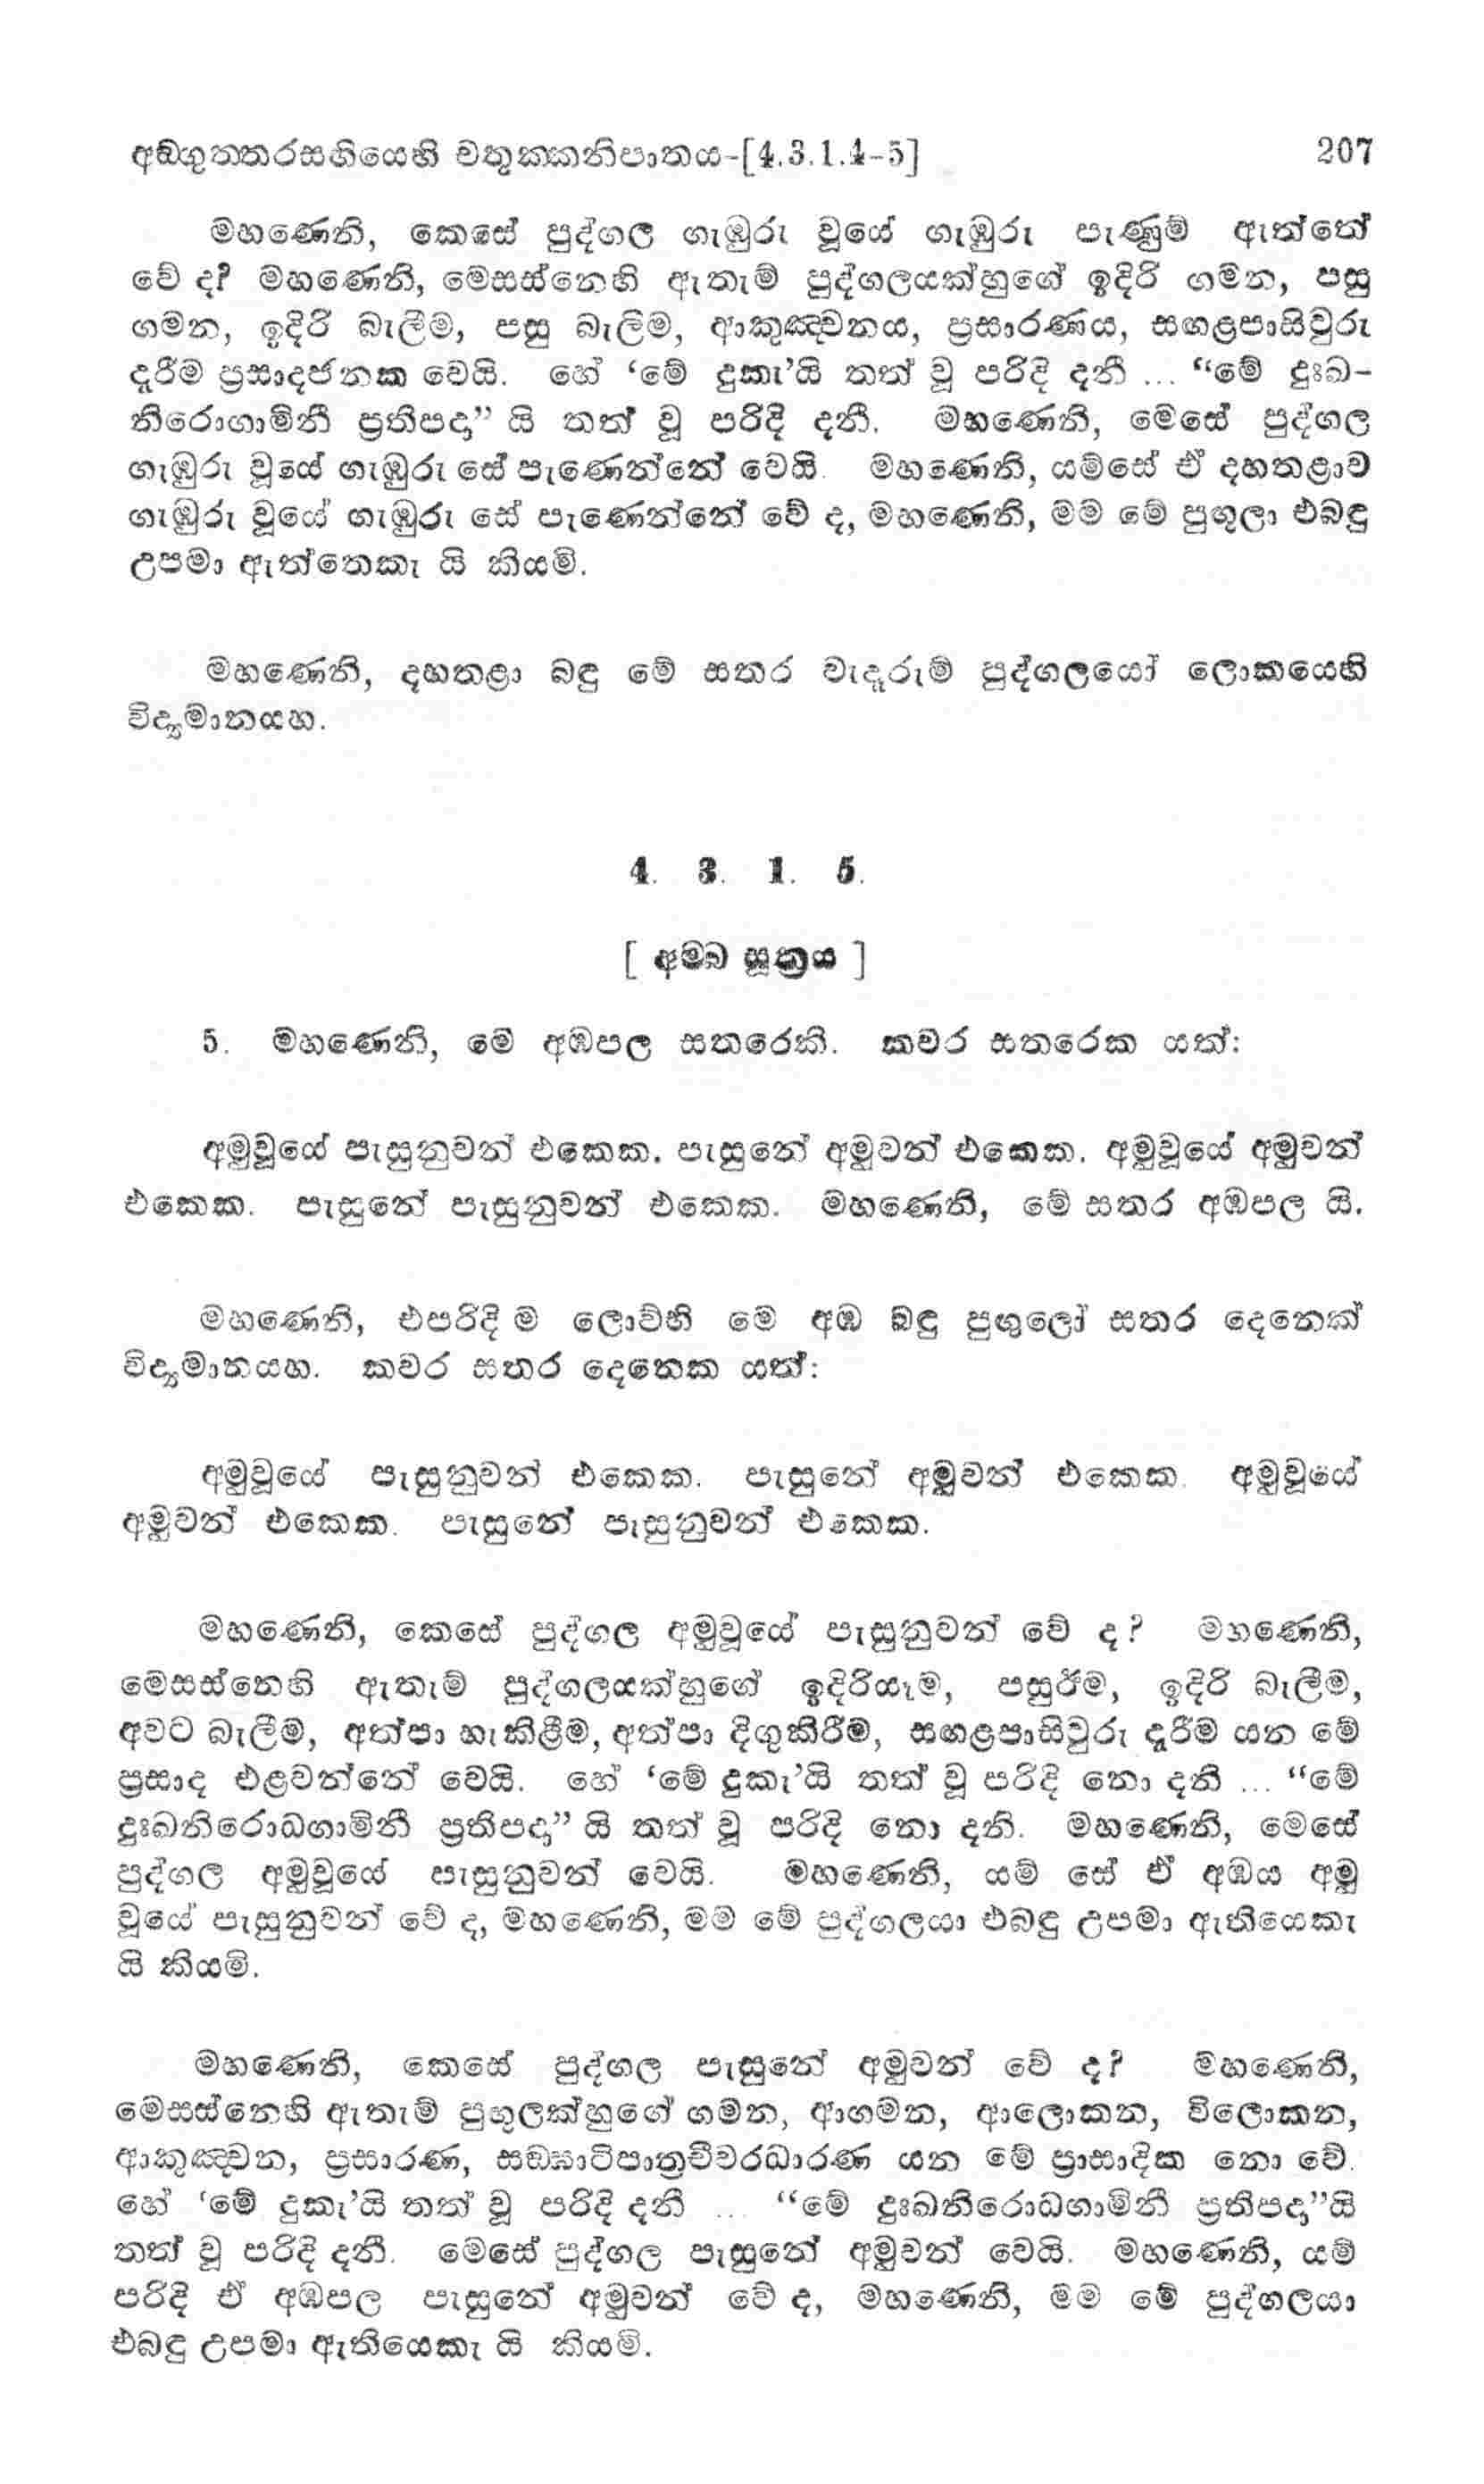 අඞ්ගුත්තරසඟියෙහි චතුක්කනිපාතය-[4.3.1.4-5] 207
මහණෙනි, කෙසේ පුද්ගල ගැඹුරු වූයේ ගැඹුරු පැණුම් ඇත්තේ
වේ ද? මහණෙනි, මෙසස්නෙහි ඇතැම් පුද්ගලයක්හුගේ ඉදිරි ගමන, පසු
ගමන, ඉදිරි බැලීම, පසු බැලීම, ආකුඤ්චනය, ප්‍රසාරණය, සඟළපාසිවුරු
දැරීම ප්‍රසාදජනක වෙයි. හේ ‘මේ දුකැ’යි තත් වූ පරිදි දනී ... “මේ දුඃඛ-
නිරොගාමිනී ප්‍රතිපදා” යි තත් වූ පරිදි දනී. මහණෙනි, මෙසේ පුද්ගල
ගැඹුරු වූයේ ගැඹුරු සේ පැණෙන්නේ වෙයි. මහණෙනි, යම්සේ ඒ දහතළාව
ගැඹුරු වූයේ ගැඹුරු සේ පැණෙන්නේ වේ ද, මහණෙනි, මම මේ පුඟුලා එබඳු
උපමා ඇත්තෙකැ යි කියමි.
මහණෙනි, දහතළා බඳු මේ සතර වැදෑරුම් පුද්ගලයෝ ලොකයෙහි
විද්‍යමානයහ.
4. 3. 1. 5.
[ අම්බ සූත්‍රය ]
5. මහණෙනි, මේ අඹපල සතරෙකි. කවර සතරෙක යත්:
අමුවූයේ පැසුනුවන් එකෙක. පැසුනේ අමුවන් එකෙක. අමුවූයේ අමුවන්
එකෙක. පැසුනේ පැසුනුවන් එකෙක. මහණෙනි, මේ සතර අඹපල යි.
මහණෙනි, එපරිදි ම ලොව්හි මේ අඹ බඳු පුඟුලෝ සතර දෙනෙක්
විද්‍යමානයහ. කවර සතර දෙනෙක යත්:
අමුවූයේ පැසුනුවන් එකෙක. පැසුනේ අමුවන් එකෙක. අමුවූයේ
අමුවන් එකෙක. පැසුනේ පැසුනුවන් එකෙක.
මහණෙනි, කෙසේ පුද්ගල අමුවූයේ පැසුනුවන් වේ ද? මහණෙනි,
මෙසස්නෙහි ඇතැම් පුද්ගලයක්හුගේ ඉදිරියෑම, පසුඊම, ඉදිරි බැලීම,
අවට බැලීම, අත්පා හැකිළීම, අත්පා දිගුකිරීම, සඟළපාසිවුරු දැරීම යන මේ
ප්‍රසාද එළවන්නේ වෙයි. හේ ‘මේ දුකැ’යි තත් වූ පරිදි නො දනී ... “මේ
දුඃඛනිරොධගාමිනී ප්‍රතිපදා” යි තත් වූ පරිදි නො දනි. මහණෙනි, මෙසේ
පුද්ගල අමුවූයේ පැසුනුවන් වෙයි. මහණෙනි, යම් සේ ඒ අඹය අමු
වූයේ පැසුනුවන් වේ ද, මහණෙනි, මම මේ පුද්ගලයා එබඳු උපමා ඇතියෙකැ
යි කියමි.
මහණෙනි, කෙසේ පුද්ගල පැසුනේ අමුවන් වේ ද? මහණෙනි,
මෙසස්නෙහි ඇතැම් පුඟුලක්හුගේ ගමන, ආගමන, ආලොකන, විලොකන,
ආකුඤ්චන, ප්‍රසාරණ, සඞ්ඝාටිපාත්‍රචීවරධාරණ යන මේ ප්‍රාසාදික නො වේ.
හේ ‘මේ දුකැ’යි තත් වූ පරිදි දනී ... “මේ දුඃඛනිරොධගාමිනී ප්‍රතිපදා”යි
තත් වූ පරිදි දනී. මෙසේ පුද්ගල පැසුනේ අමුවන් වෙයි. මහණෙනි, යම්
පරිදි ඒ අඹපල පැසුනේ අමුවන් වේ ද, මහණෙනි, මම මේ පුද්ගලයා
එබඳු උපමා ඇතියෙකැ යි කියමි.